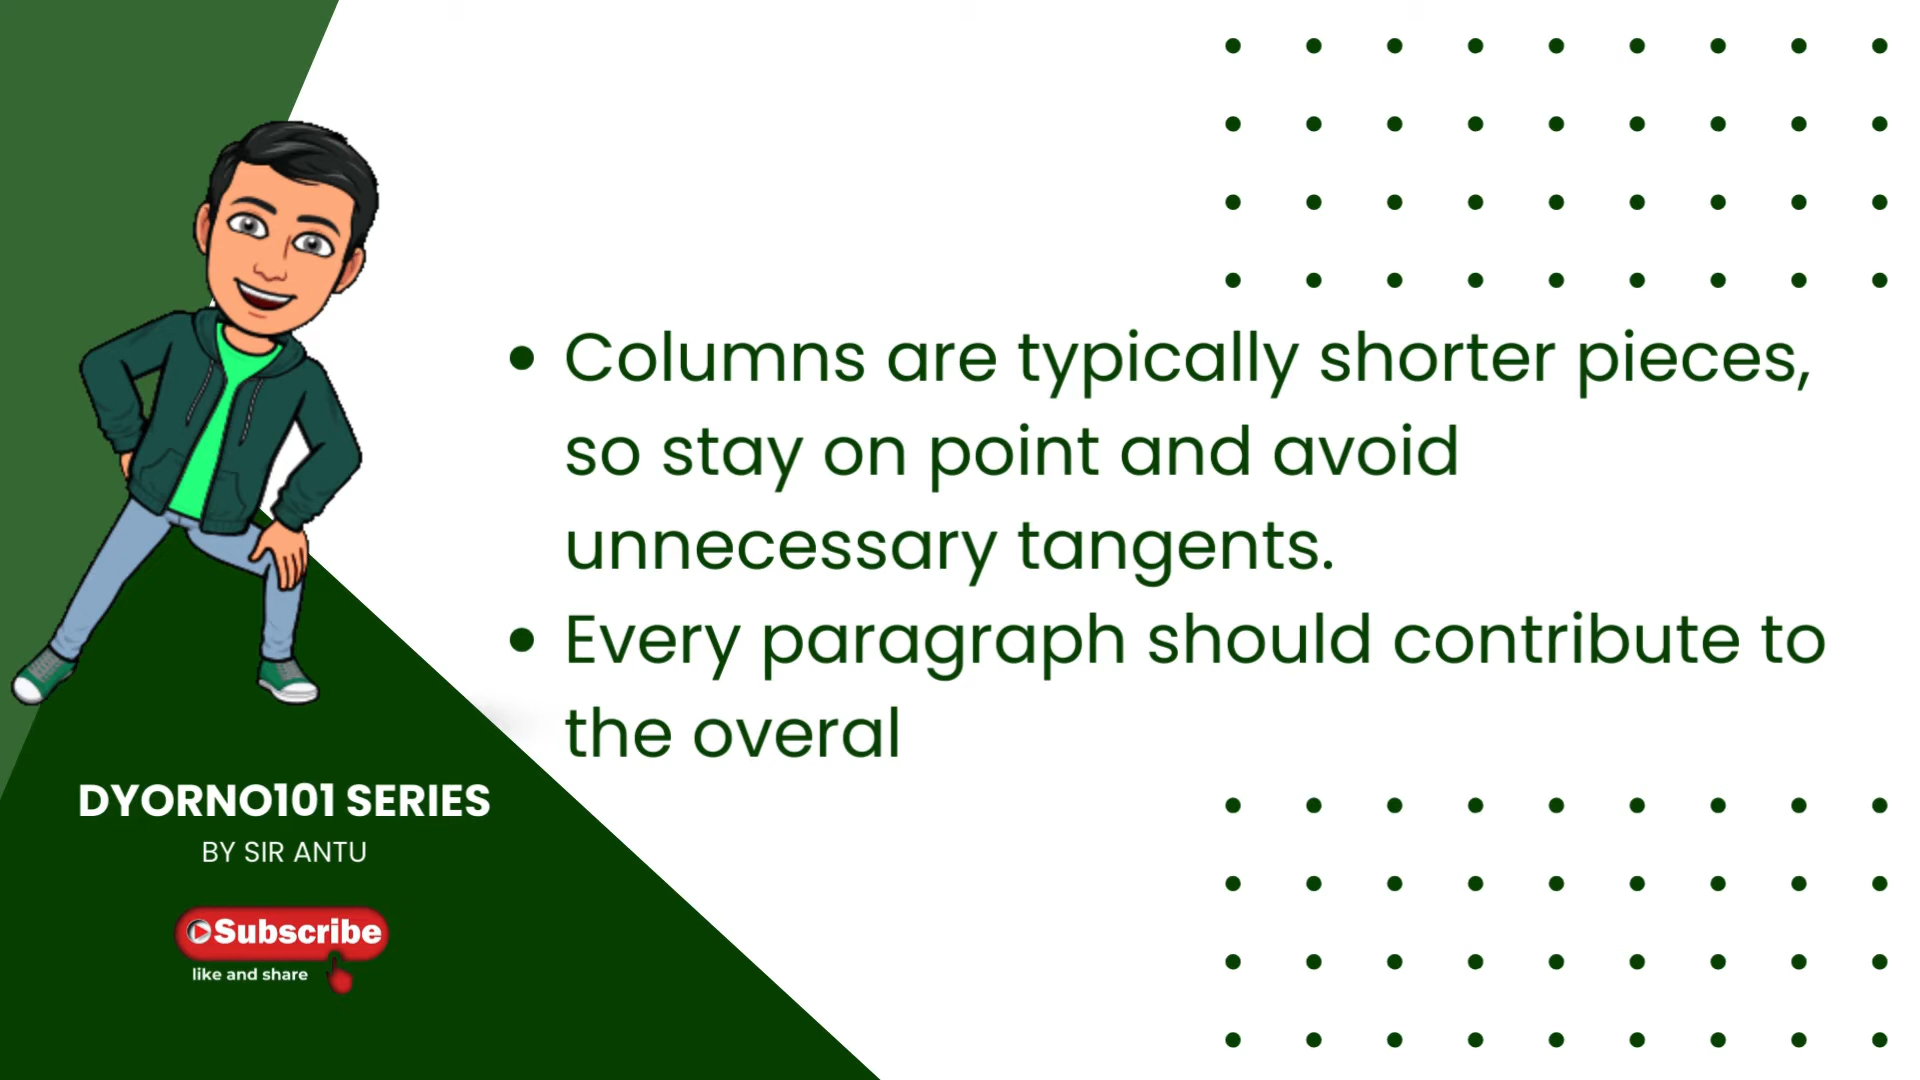 • Columns are typically shorter pieces,
so stay on point and avoid
unnecessary tangents.
• Every paragraph should contribute to
the overal
DYORNO101 SERIES
BY SIR ANTU
Subscribe
like and share